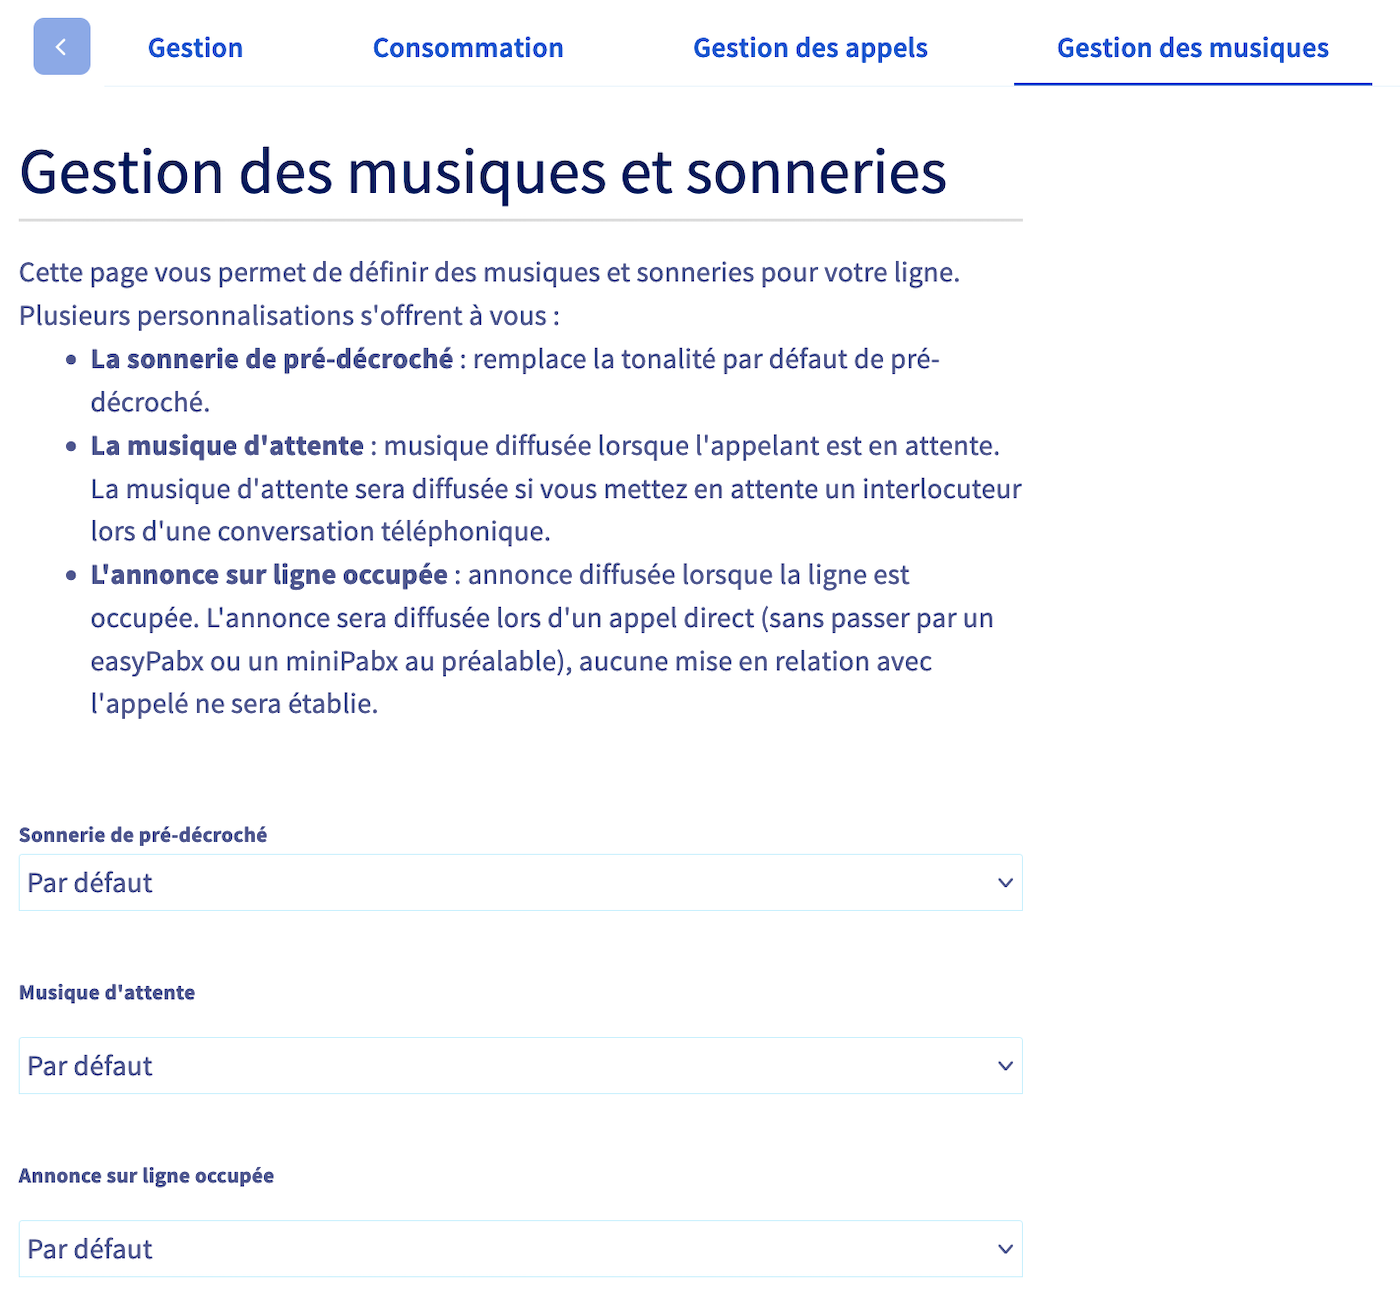 Gestion Consommation Gestion des appels Gestion des musiques
Gestion des musiques et sonneries
Cette page vous permet de définir des musiques et sonneries pour votre ligne.
Plusieurs personnalisations s'offrent à vous :
• La sonnerie de pré-décroché : remplace la tonalité par défaut de pré-
décroché.
• La musique d'attente : musique diffusée lorsque l'appelant est en attente.
La musique d'attente sera diffusée si vous mettez en attente un interlocuteur
lors d'une conversation téléphonique.
• L'annonce sur ligne occupée : annonce diffusée lorsque la ligne est
occupée. L'annonce sera diffusée lors d'un appel direct (sans passer par un
easyPabx ou un miniPabx au préalable), aucune mise en relation avec
l'appelé ne sera établie.
Sonnerie de pré-décroché
Par défaut
Musique d'attente
Par défaut
Annonce sur ligne occupée
Par défaut